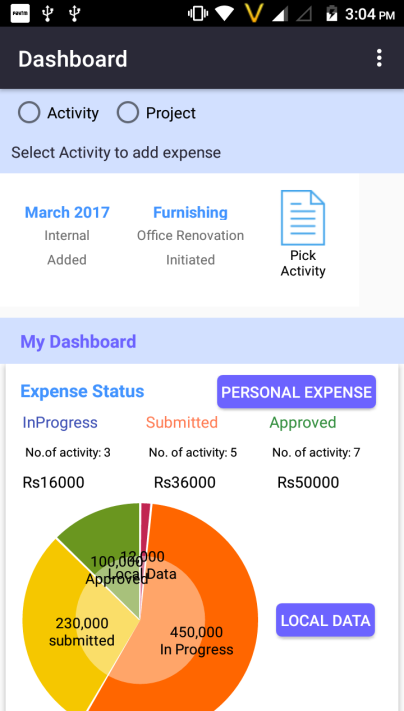 paytm
3:04 PM
Dashboard
Activity Project
Select Activity to add expense
March 2017 Furnishing
Internal Office Renovation
Added Initiated
Pick
Activity
My Dashboard
Expense Status PERSONAL EXPENSE
InProgress Submitted Approved
No.of activity: 3 No. of activity: 5 No. of activity: 7
Rs16000 Rs36000 Rs50000
100,000 12,000
Approved Local Data
230,000
submitted
450,000
In Progress
LOCAL DATA